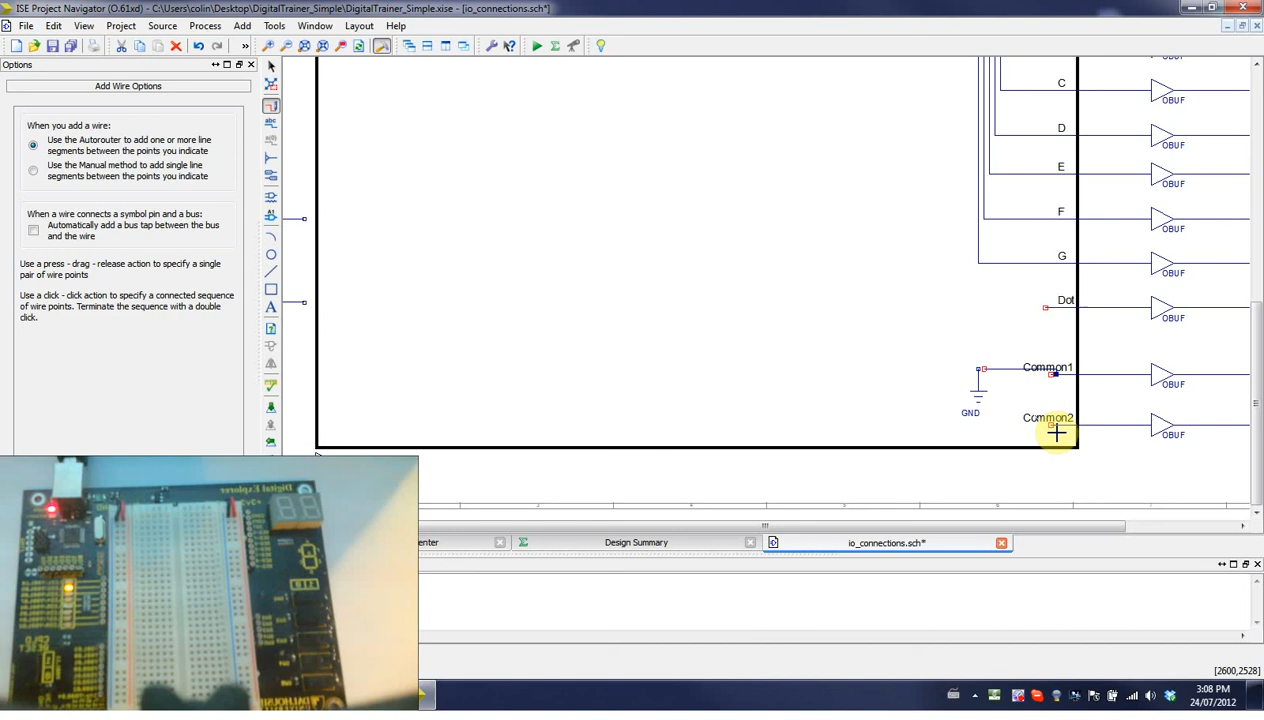 ISE Project Navigator (O.61xd) - C:\Users\colin\Desktop\DigitalTrainer_Simple\DigitalTrainer_Simple.xise - [io_connections.sch*]
File Edit View Project Source Process Add Tools Window Layout Help
»
Options
Add Wire Options
When you add a wire:
Use the Autorouter to add one or more line
segments between the points you indicate
Use the Manual method to add single line
segments between the points you indicate
When a wire connects a symbol pin and a bus:
Automatically add a bus tap between the bus
and the wire
Use a press - drag - release action to specify a single
pair of wire points
Use a click - click action to specify a connected sequence
of wire points. Terminate the sequence with a double
click.
abc
A1
A
C
OBUF
D
OBUF
E
OBUF
F
OBUF
G
OBUF
Dot
OBUF
Common1
OBUF
GND
Common2
OBUF
Digital Explorer
Design Summary
io_connections.sch*
[2600,2528]
3:08 PM
24/07/2012